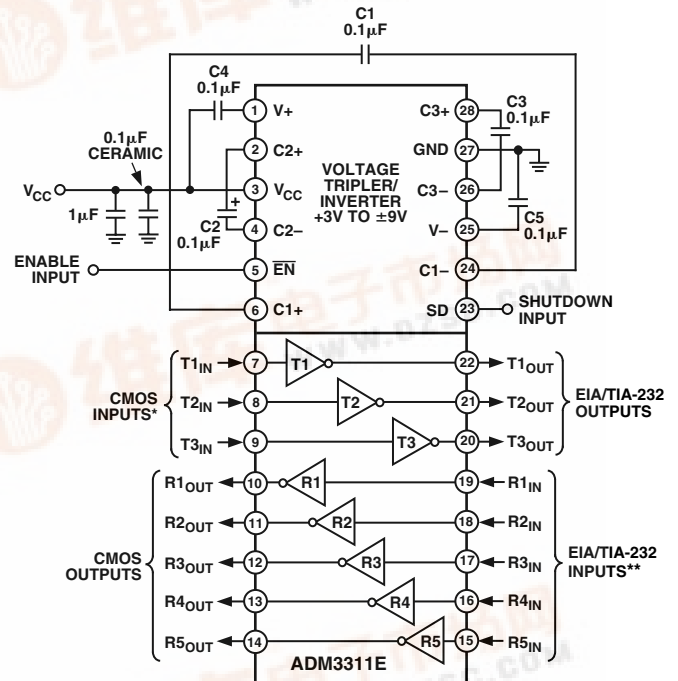 C1
0.1µF
C4
0.1µF
C3
0.1µF
1 V+
C3+ 28
0.1µF
CERAMIC
2 C2+
GND 27
VOLTAGE
TRIPLER/
INVERTER
+3V TO ±9V
VCC
3 VCC
C3– 26
+
1µF
C2
0.1µF
4 C2–
V– 25
C5
0.1µF
ENABLE
INPUT
5 EN
C1– 24
6 C1+
SD 23
SHUTDOWN
INPUT
CMOS
INPUTS*
T1IN 7 T1 22 T1OUT
T2IN 8 T2 21 T2OUT
T3IN 9 T3 20 T3OUT
EIA/TIA-232
OUTPUTS
CMOS
OUTPUTS
R1OUT 10 R1 19 R1IN
R2OUT 11 R2 18 R2IN
R3OUT 12 R3 17 R3IN
R4OUT 13 R4 16 R4IN
R5OUT 14 R5 15 R5IN
EIA/TIA-232
INPUTS**
ADM3311E